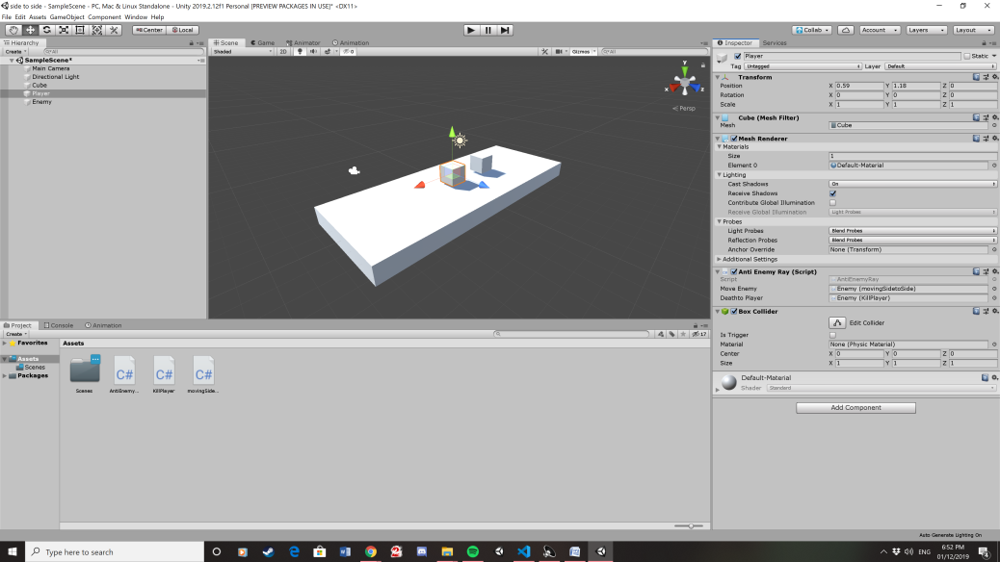 side to side - SampleScene - PC, Mac & Linux Standalone - Unity 2019.2.12f1 Personal [PREVIEW PACKAGES IN USE]* <DX11>
File Edit Assets GameObject Component Window Help
Center Local Collab Account Layers Layout
Hierarchy
Create All
SampleScene*
Main Camera
Directional Light
Cube
Player
Enemy
Scene Game Animator Animation
Shaded 2D 0 Gizmos All
Y
X Z
Persp
Project Console Animation
Create 17
Favorites
Assets
Scenes
Packages
Assets
Scenes AntiEnemy... KillPlayer movingSide...
Inspector Services
Player Static
Tag Untagged Layer Default
Transform
Position X 0.59 Y 1.18 Z 0
Rotation X 0 Y 0 Z 0
Scale X 1 Y 1 Z 1
Cube (Mesh Filter)
Mesh Cube
Mesh Renderer
Materials
Size 1
Element 0 Default-Material
Lighting
Cast Shadows On
Receive Shadows
Contribute Global Illumination
Receive Global Illumination Light Probes
Probes
Light Probes Blend Probes
Reflection Probes Blend Probes
Anchor Override None (Transform)
Additional Settings
Anti Enemy Ray (Script)
Script AntiEnemyRay
Move Enemy Enemy (movingSidetoSide)
Deathto Player Enemy (KillPlayer)
Box Collider
Edit Collider
Is Trigger
Material None (Physic Material)
Center X 0 Y 0 Z 0
Size X 1 Y 1 Z 1
Default-Material
Shader Standard
Add Component
Auto Generate Lighting On
Type here to search
ENG
6:52 PM
01/12/2019
4